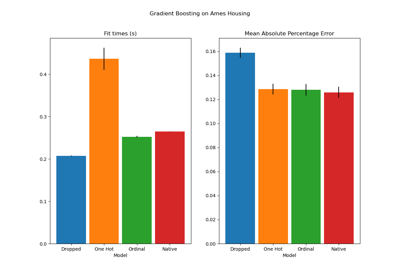 Gradient Boosting on Ames Housing
Fit times (s)
0.4
0.3
0.2
0.1
0.0
Dropped One Hot Ordinal Native
Model
Mean Absolute Percentage Error
0.16
0.14
0.12
0.10
0.08
0.06
0.04
0.02
0.00
Dropped One Hot Ordinal Native
Model